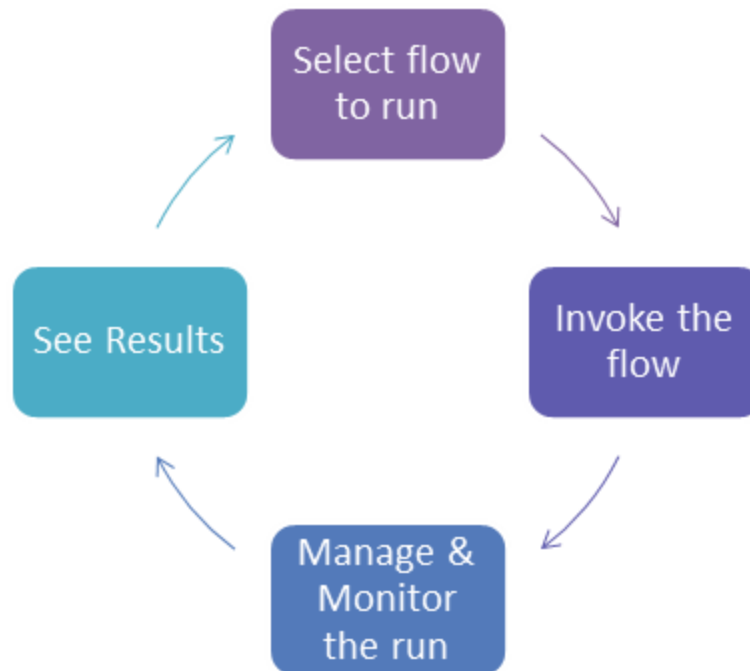 Select flow
to run
Invoke the
flow
Manage &
Monitor
the run
See Results